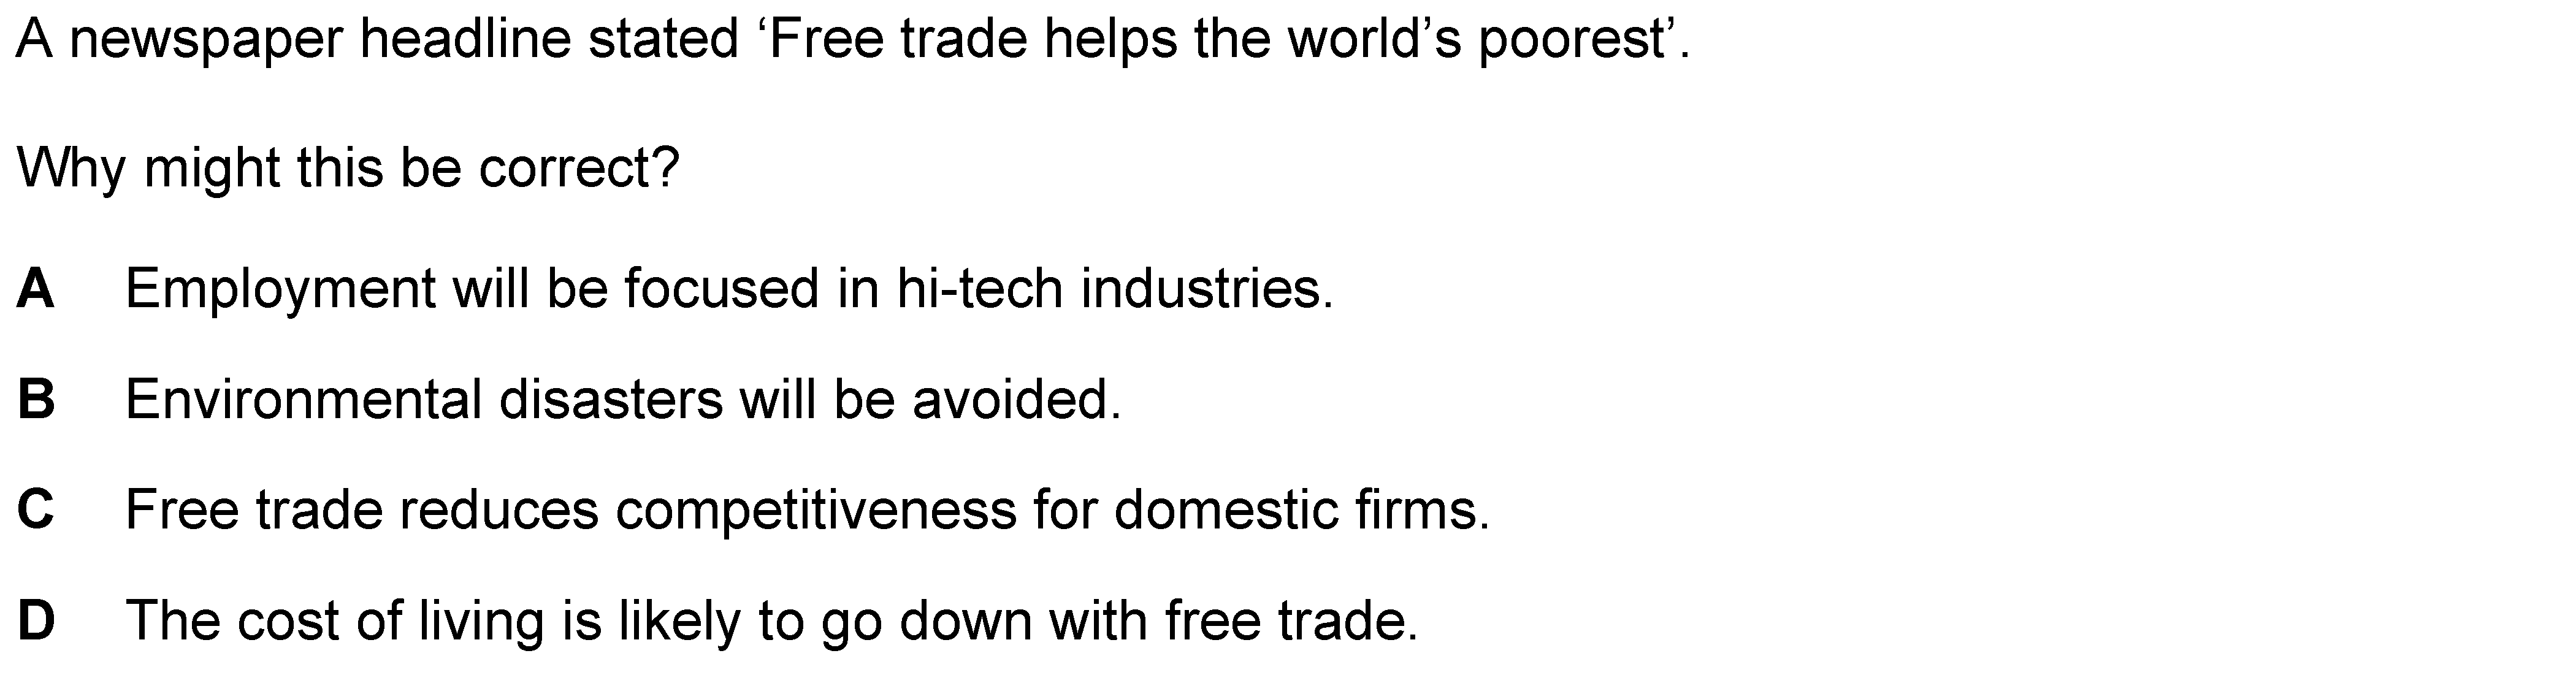 A newspaper headline stated ‘Free trade helps the world’s poorest’.
Why might this be correct?
A Employment will be focused in hi-tech industries.
B Environmental disasters will be avoided.
C Free trade reduces competitiveness for domestic firms.
D The cost of living is likely to go down with free trade.